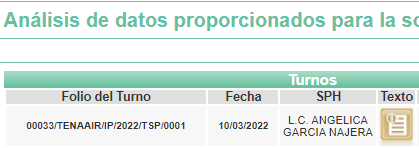 Análisis de datos proporcionados para la so
Turnos
Folio del Turno Fecha SPH Texto
00033/TENAAIR/IP/2022/TSP/0001 10/03/2022 L.C. ANGELICA GARCIA NAJERA